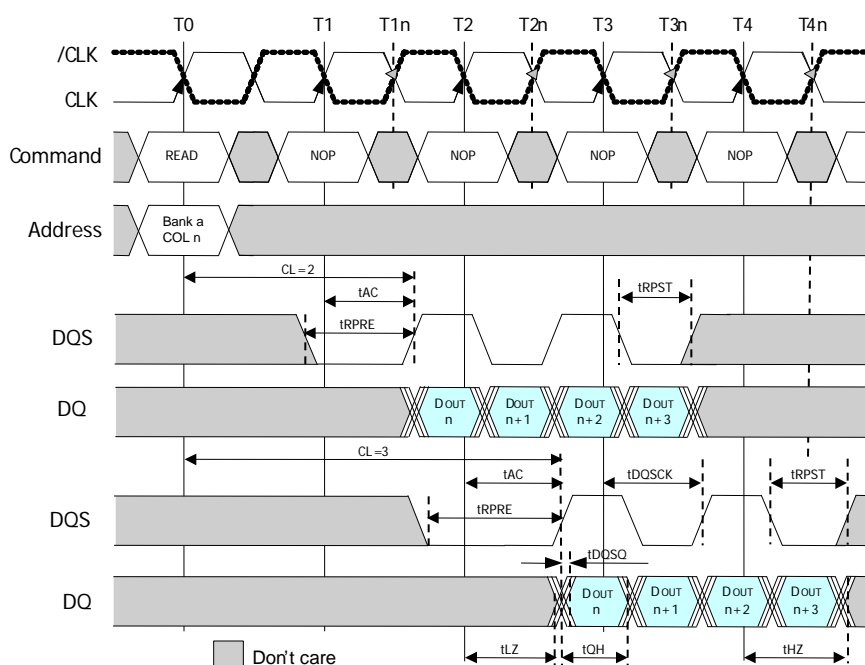 T0 T1 T1n T2 T2n T3 T3n T4 T4n
/CLK
CLK
Command READ NOP NOP NOP NOP
Address Bank a
COL n
CL=2
tAC
tRPRE
tRPST
DQS
DQ DOUT n DOUT n+1 DOUT n+2 DOUT n+3
CL=3
tAC tDQSCK tRPST
tRPRE
DQS
tDQSQ
DQ DOUT n DOUT n+1 DOUT n+2 DOUT n+3
tLZ tQH tHZ
Don't care